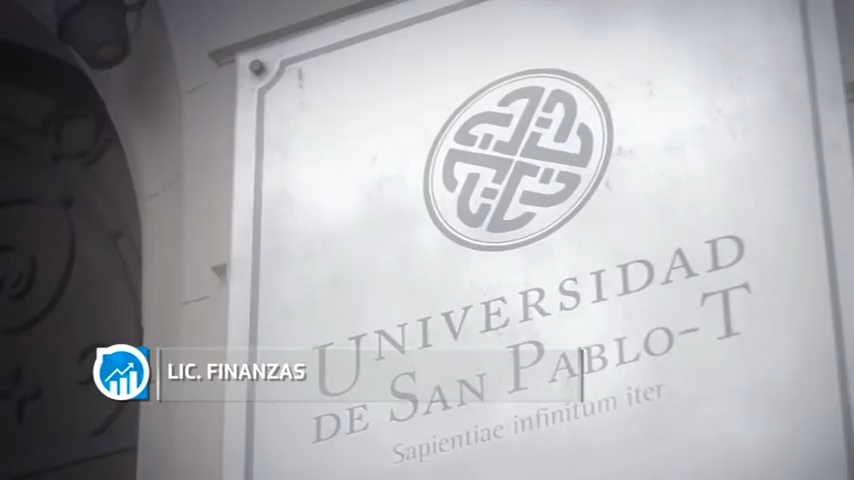 UNIVERSIDAD
DE SAN PABLO-T
Sapientiae infinitum iter
LIC. FINANZAS